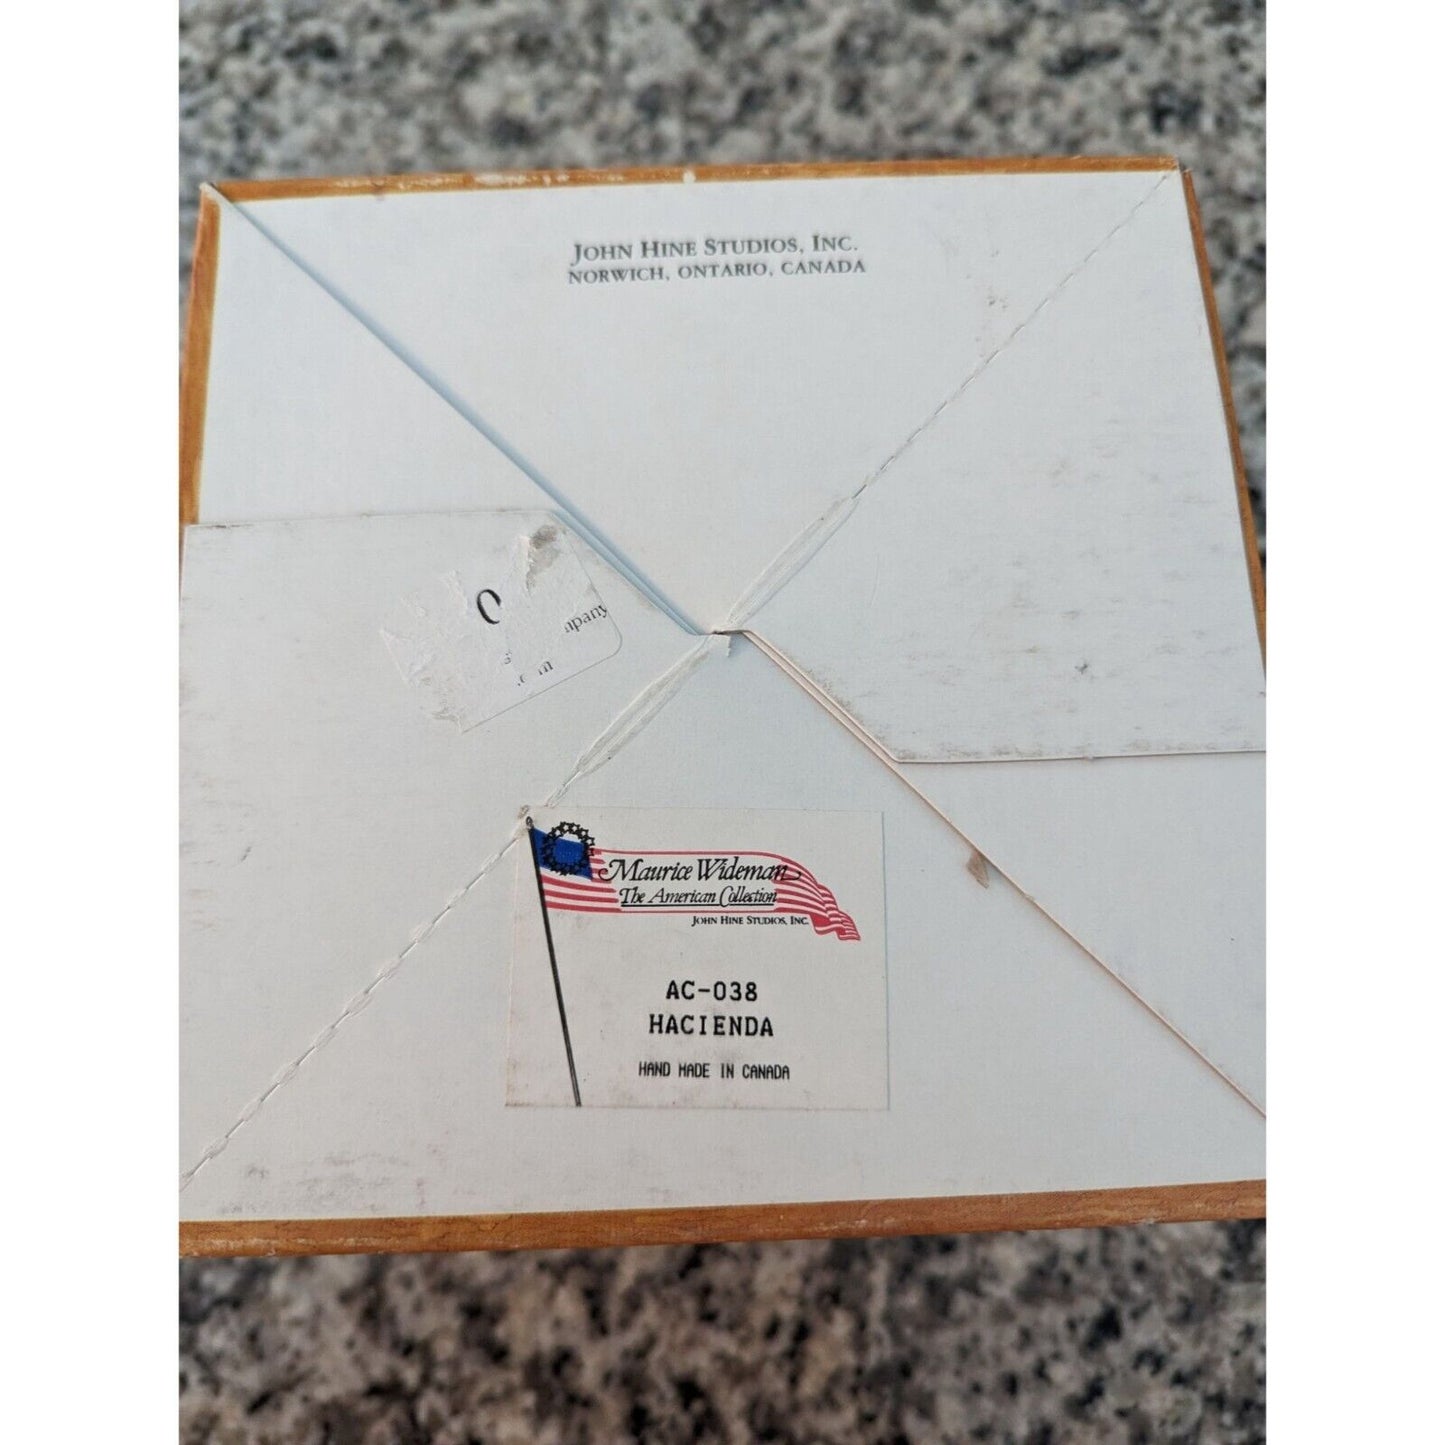 JOHN HINE STUDIOS, INC.
NORWICH, ONTARIO, CANADA
0
Maurice Wideman
The American Collection
JOHN HINE STUDIOS, INC.
AC-038
HACIENDA
HAND MADE IN CANADA